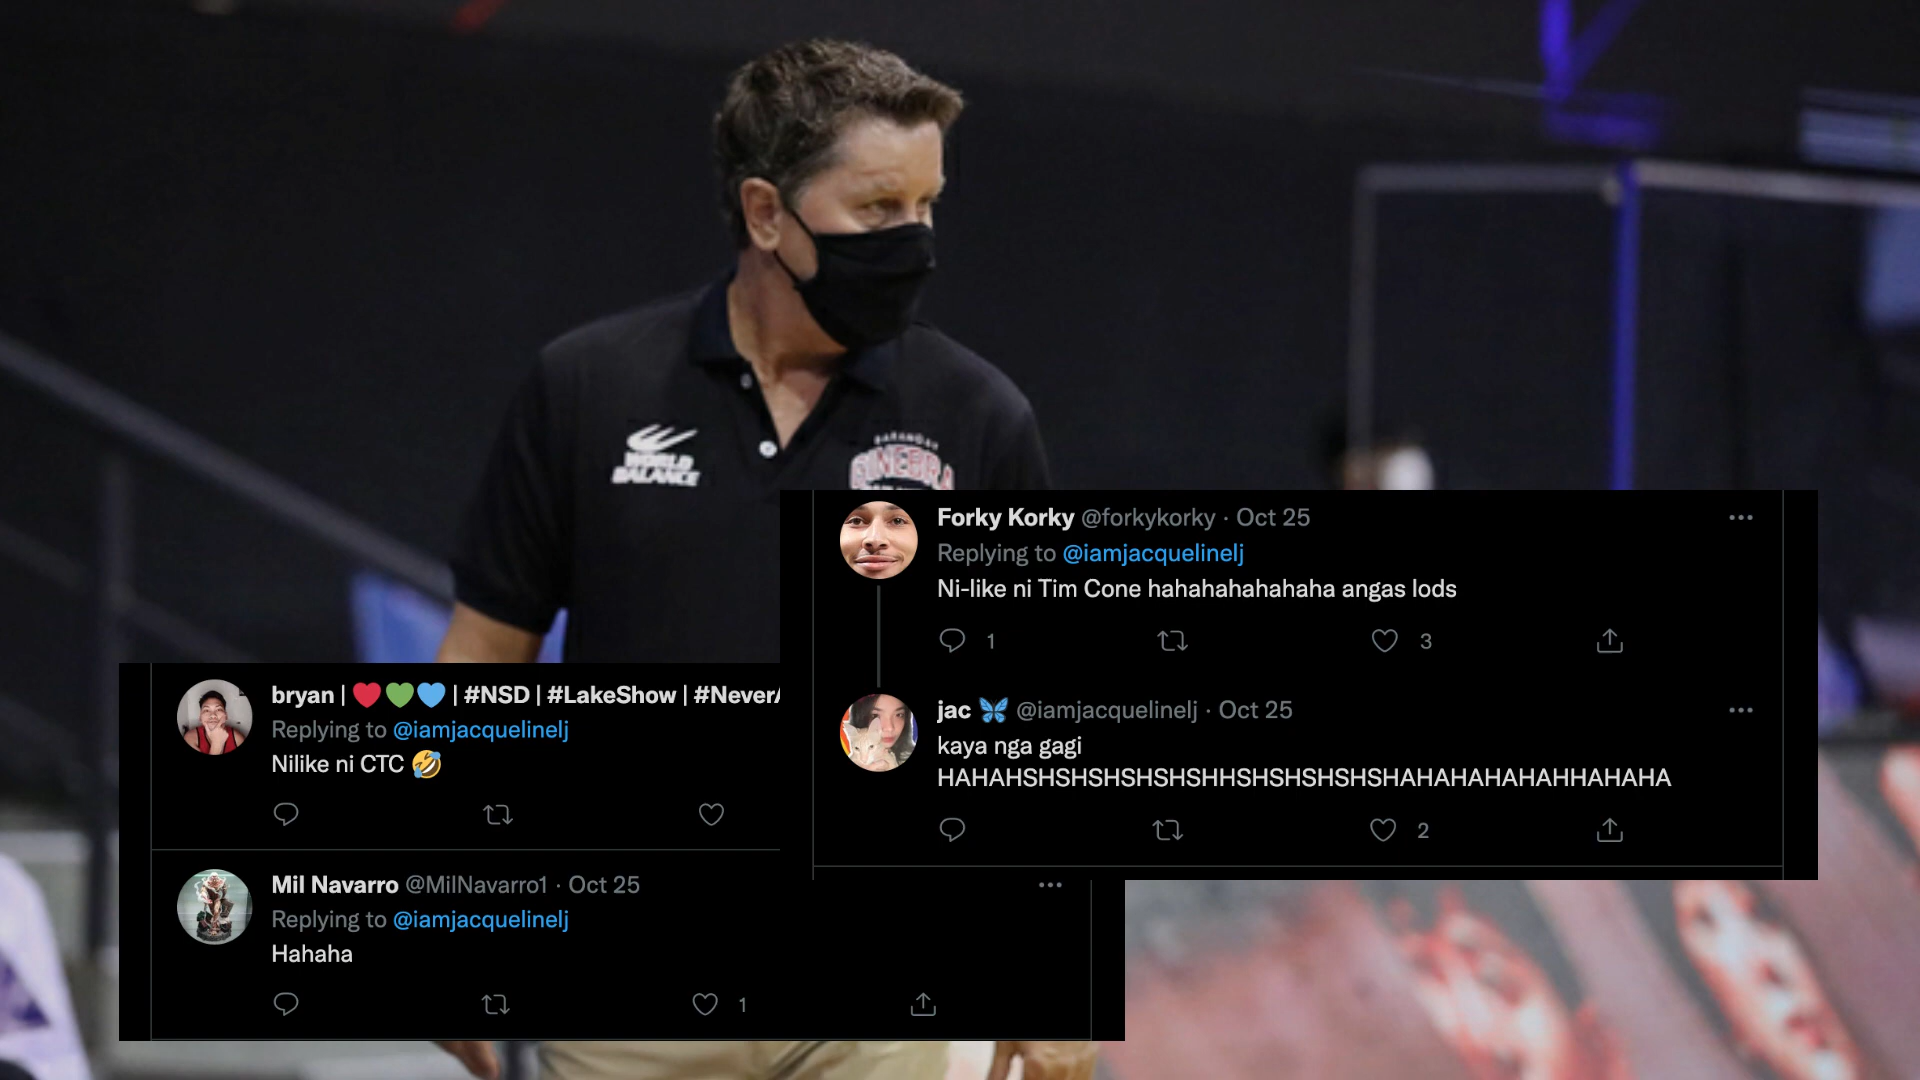 WORLD
BALANCE
BARANGAY
GINEBRA
Forky Korky @forkykorky · Oct 25
Replying to @iamjacquelinelj
Ni-like ni Tim Cone hahahahahahaha angas lods
1
3
jac 🦋 @iamjacquelinelj · Oct 25
kaya nga gagi
HAHAHSHSHSHSHSHSHHSHSHSHSHSHAHAHAHAHAHHAHAHA
2
bryan | ❤️💚💙 | #NSD | #LakeShow | #Never
Replying to @iamjacquelinelj
Nilike ni CTC 🤣
Mil Navarro @MilNavarro1 · Oct 25
Replying to @iamjacquelinelj
Hahaha
1